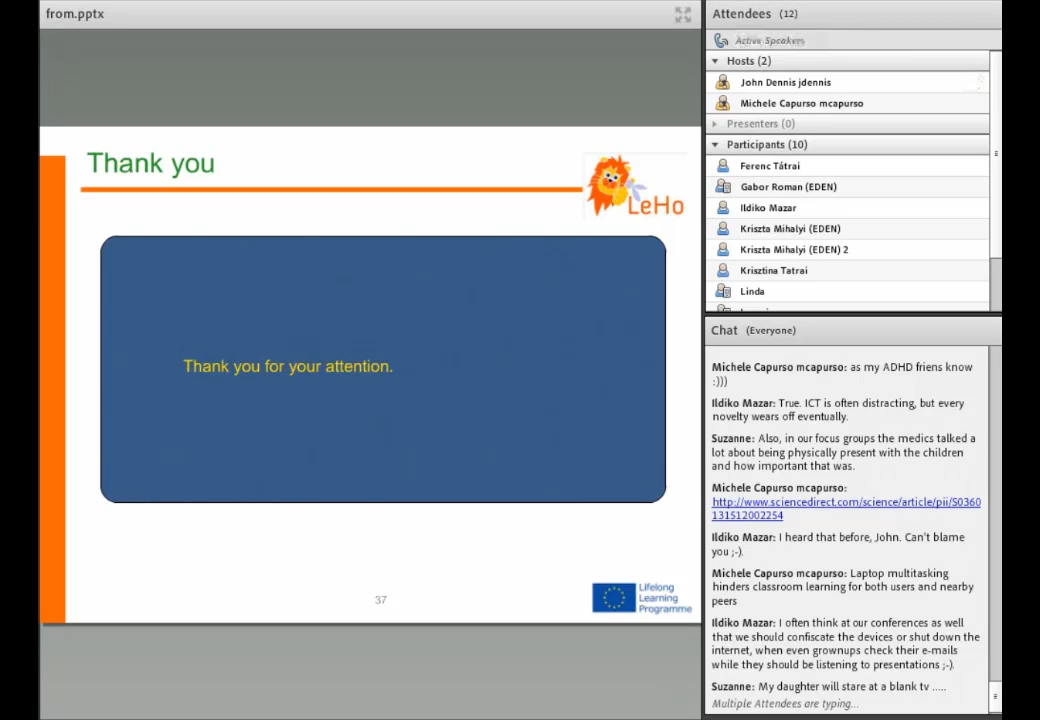 from.pptx
Thank you
LeHo
Thank you for your attention.
37
Lifelong
Learning
Programme
Attendees (12)
Active Speakers
Hosts (2)
John Dennis jdennis
Michele Capurso mcapurso
Presenters (0)
Participants (10)
Ferenc Tátrai
Gabor Roman (EDEN)
Ildiko Mazar
Kriszta Mihalyi (EDEN)
Kriszta Mihalyi (EDEN) 2
Krisztina Tatrai
Linda
Chat (Everyone)
Michele Capurso mcapurso: as my ADHD friens know
:)))
Ildiko Mazar: True. ICT is often distracting, but every
novelty wears off eventually.
Suzanne: Also, in our focus groups the medics talked a
lot about being physically present with the children
and how important that was.
Michele Capurso mcapurso:
http://www.sciencedirect.com/science/article/pii/S0360
131512002254
Ildiko Mazar: I heard that before, John. Can't blame
you ;-).
Michele Capurso mcapurso: Laptop multitasking
hinders classroom learning for both users and nearby
peers
Ildiko Mazar: I often think at our conferences as well
that we should confiscate the devices or shut down the
internet, when even grownups check their e-mails
while they should be listening to presentations ;-).
Suzanne: My daughter will stare at a blank tv .....
Multiple Attendees are typing...